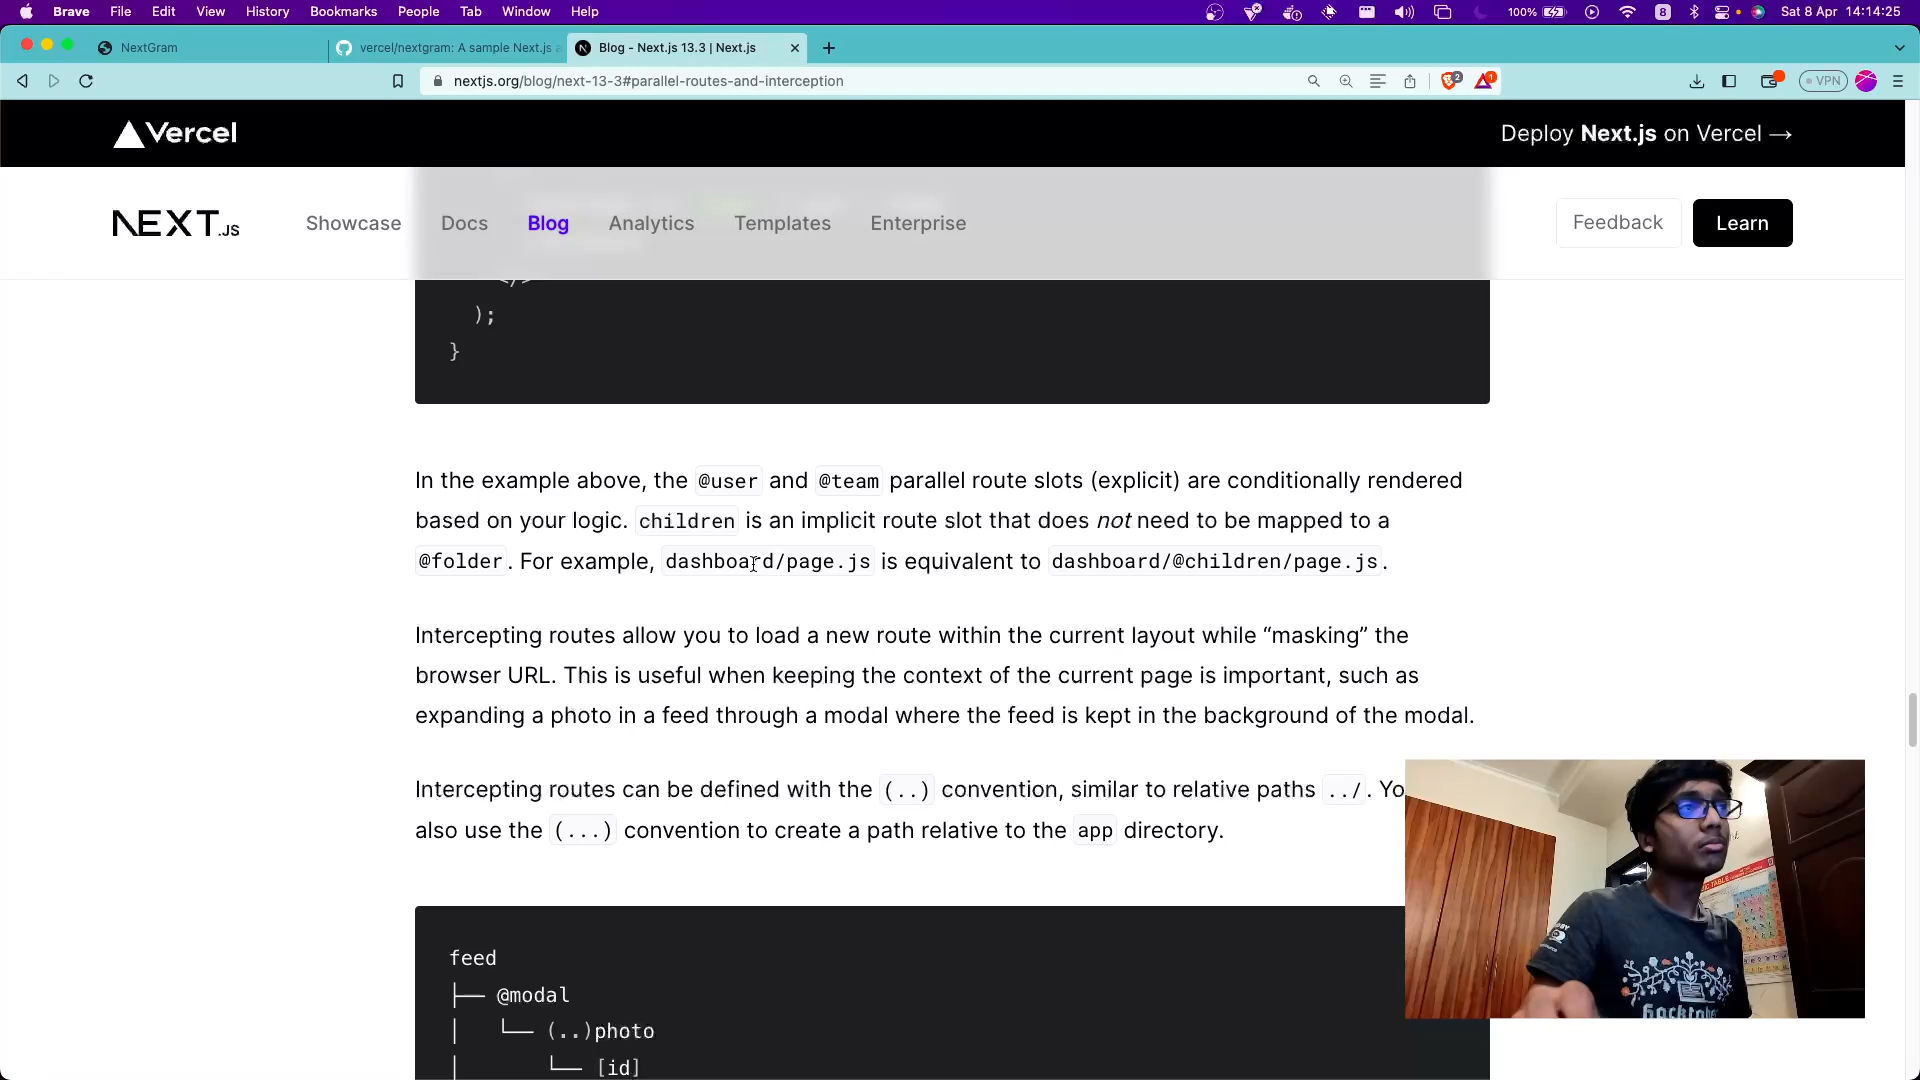 Brave File Edit View History Bookmarks People Tab Window Help 100% 8 Sat 8 Apr 14:14:25
NextGram vercel/nextgram: A sample Next.js a Blog - Next.js 13.3 | Next.js
nextjs.org/blog/next-13-3#parallel-routes-and-interception 2 1 VPN
Vercel Deploy Next.js on Vercel →
NEXT.JS Showcase Docs Blog Analytics Templates Enterprise Feedback Learn
</>
);
}
In the example above, the @user and @team parallel route slots (explicit) are conditionally rendered
based on your logic. children is an implicit route slot that does not need to be mapped to a
@folder. For example, dashboard/page.js is equivalent to dashboard/@children/page.js.
Intercepting routes allow you to load a new route within the current layout while “masking” the
browser URL. This is useful when keeping the context of the current page is important, such as
expanding a photo in a feed through a modal where the feed is kept in the background of the modal.
Intercepting routes can be defined with the (..) convention, similar to relative paths ../. Yo
also use the (...) convention to create a path relative to the app directory.
feed
├── @modal
│   └── (..)photo
│       └── [id]